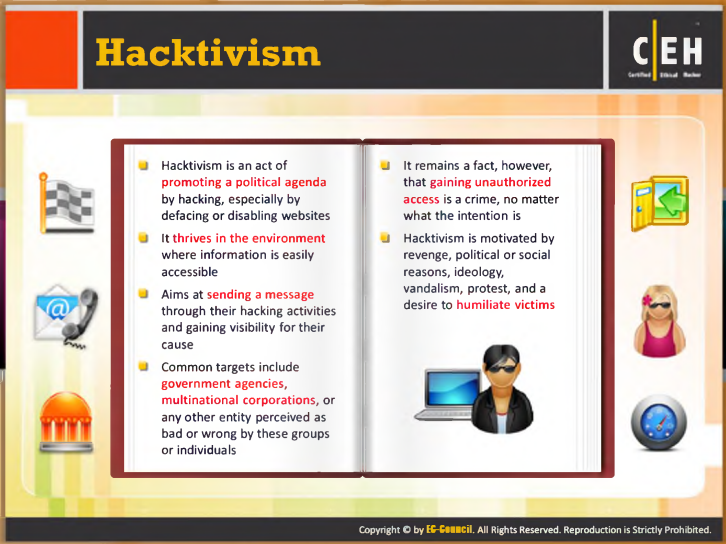 Hacktivism
C|EH
Certified Ethical Hacker
Hacktivism is an act of
promoting a political agenda
by hacking, especially by
defacing or disabling websites
It thrives in the environment
where information is easily
accessible
Aims at sending a message
through their hacking activities
and gaining visibility for their
cause
Common targets include
government agencies,
multinational corporations, or
any other entity perceived as
bad or wrong by these groups
or individuals
It remains a fact, however,
that gaining unauthorized
access is a crime, no matter
what the intention is
Hacktivism is motivated by
revenge, political or social
reasons, ideology,
vandalism, protest, and a
desire to humiliate victims
@
Copyright © by EC-Council. All Rights Reserved. Reproduction is Strictly Prohibited.